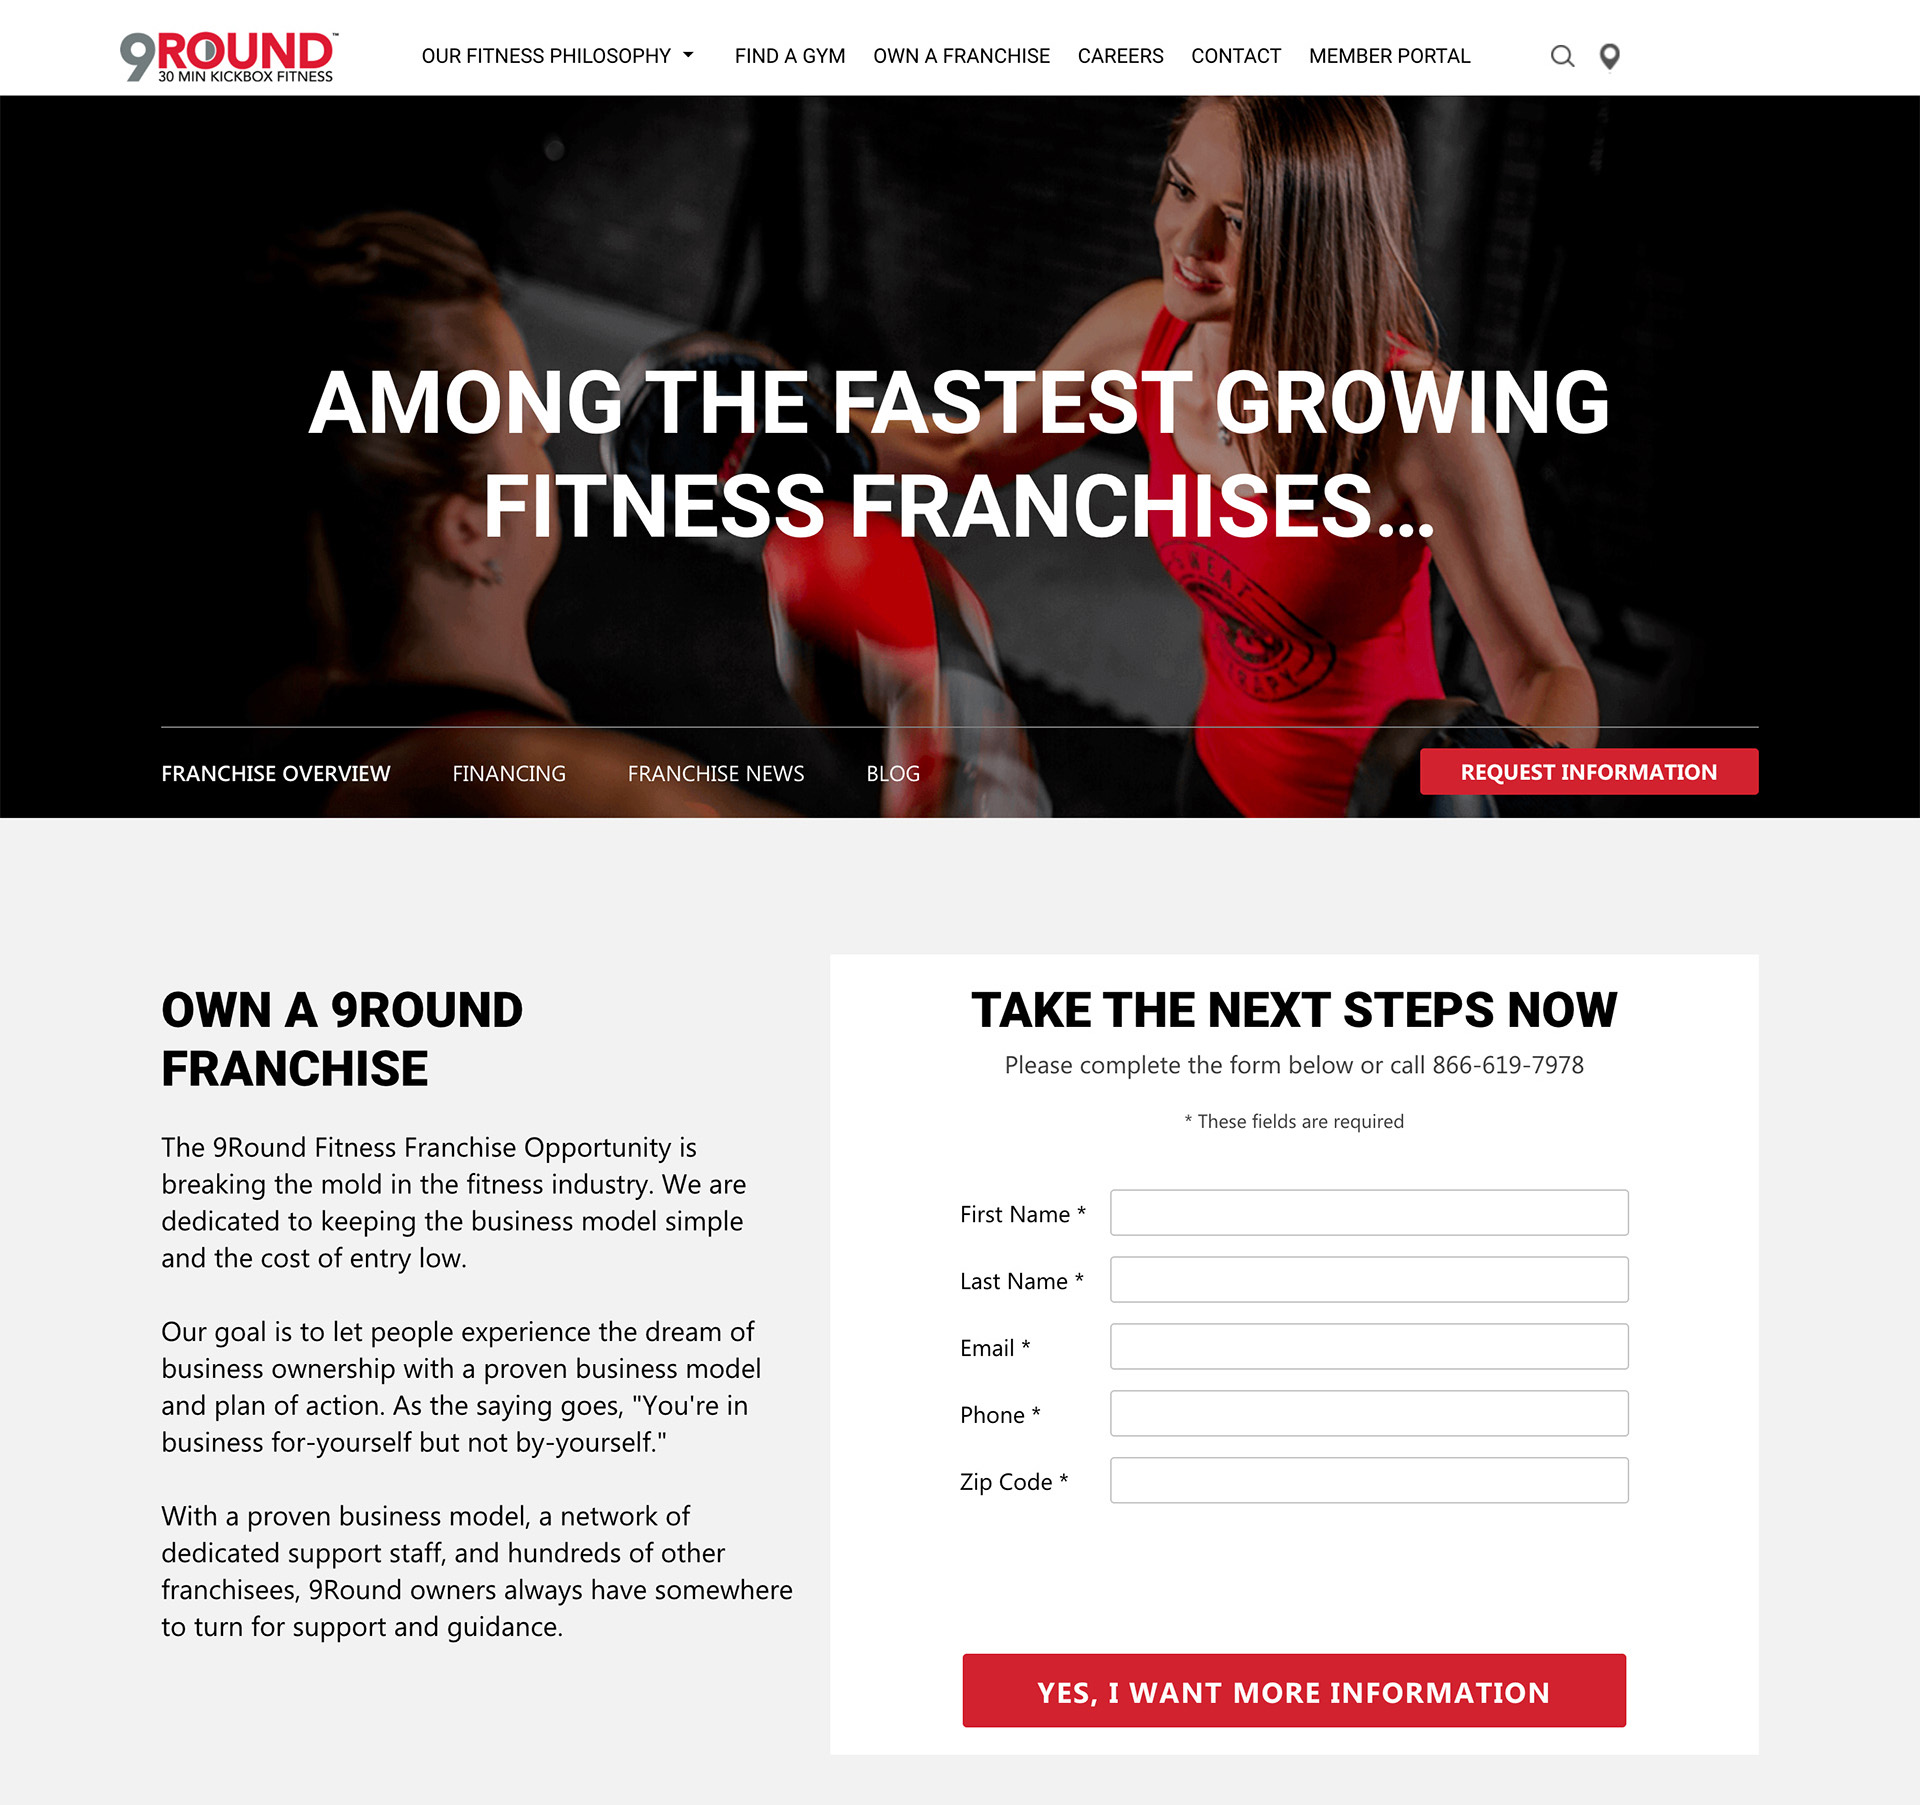 9ROUND™
30 MIN KICKBOX FITNESS
OUR FITNESS PHILOSOPHY FIND A GYM OWN A FRANCHISE CAREERS CONTACT MEMBER PORTAL
AMONG THE FASTEST GROWING
FITNESS FRANCHISES...
SWEAT
THERAPY
FRANCHISE OVERVIEW FINANCING FRANCHISE NEWS BLOG REQUEST INFORMATION
OWN A 9ROUND
FRANCHISE
The 9Round Fitness Franchise Opportunity is
breaking the mold in the fitness industry. We are
dedicated to keeping the business model simple
and the cost of entry low.
Our goal is to let people experience the dream of
business ownership with a proven business model
and plan of action. As the saying goes, "You're in
business for-yourself but not by-yourself."
With a proven business model, a network of
dedicated support staff, and hundreds of other
franchisees, 9Round owners always have somewhere
to turn for support and guidance.
TAKE THE NEXT STEPS NOW
Please complete the form below or call 866-619-7978
* These fields are required
First Name *
Last Name *
Email *
Phone *
Zip Code *
YES, I WANT MORE INFORMATION